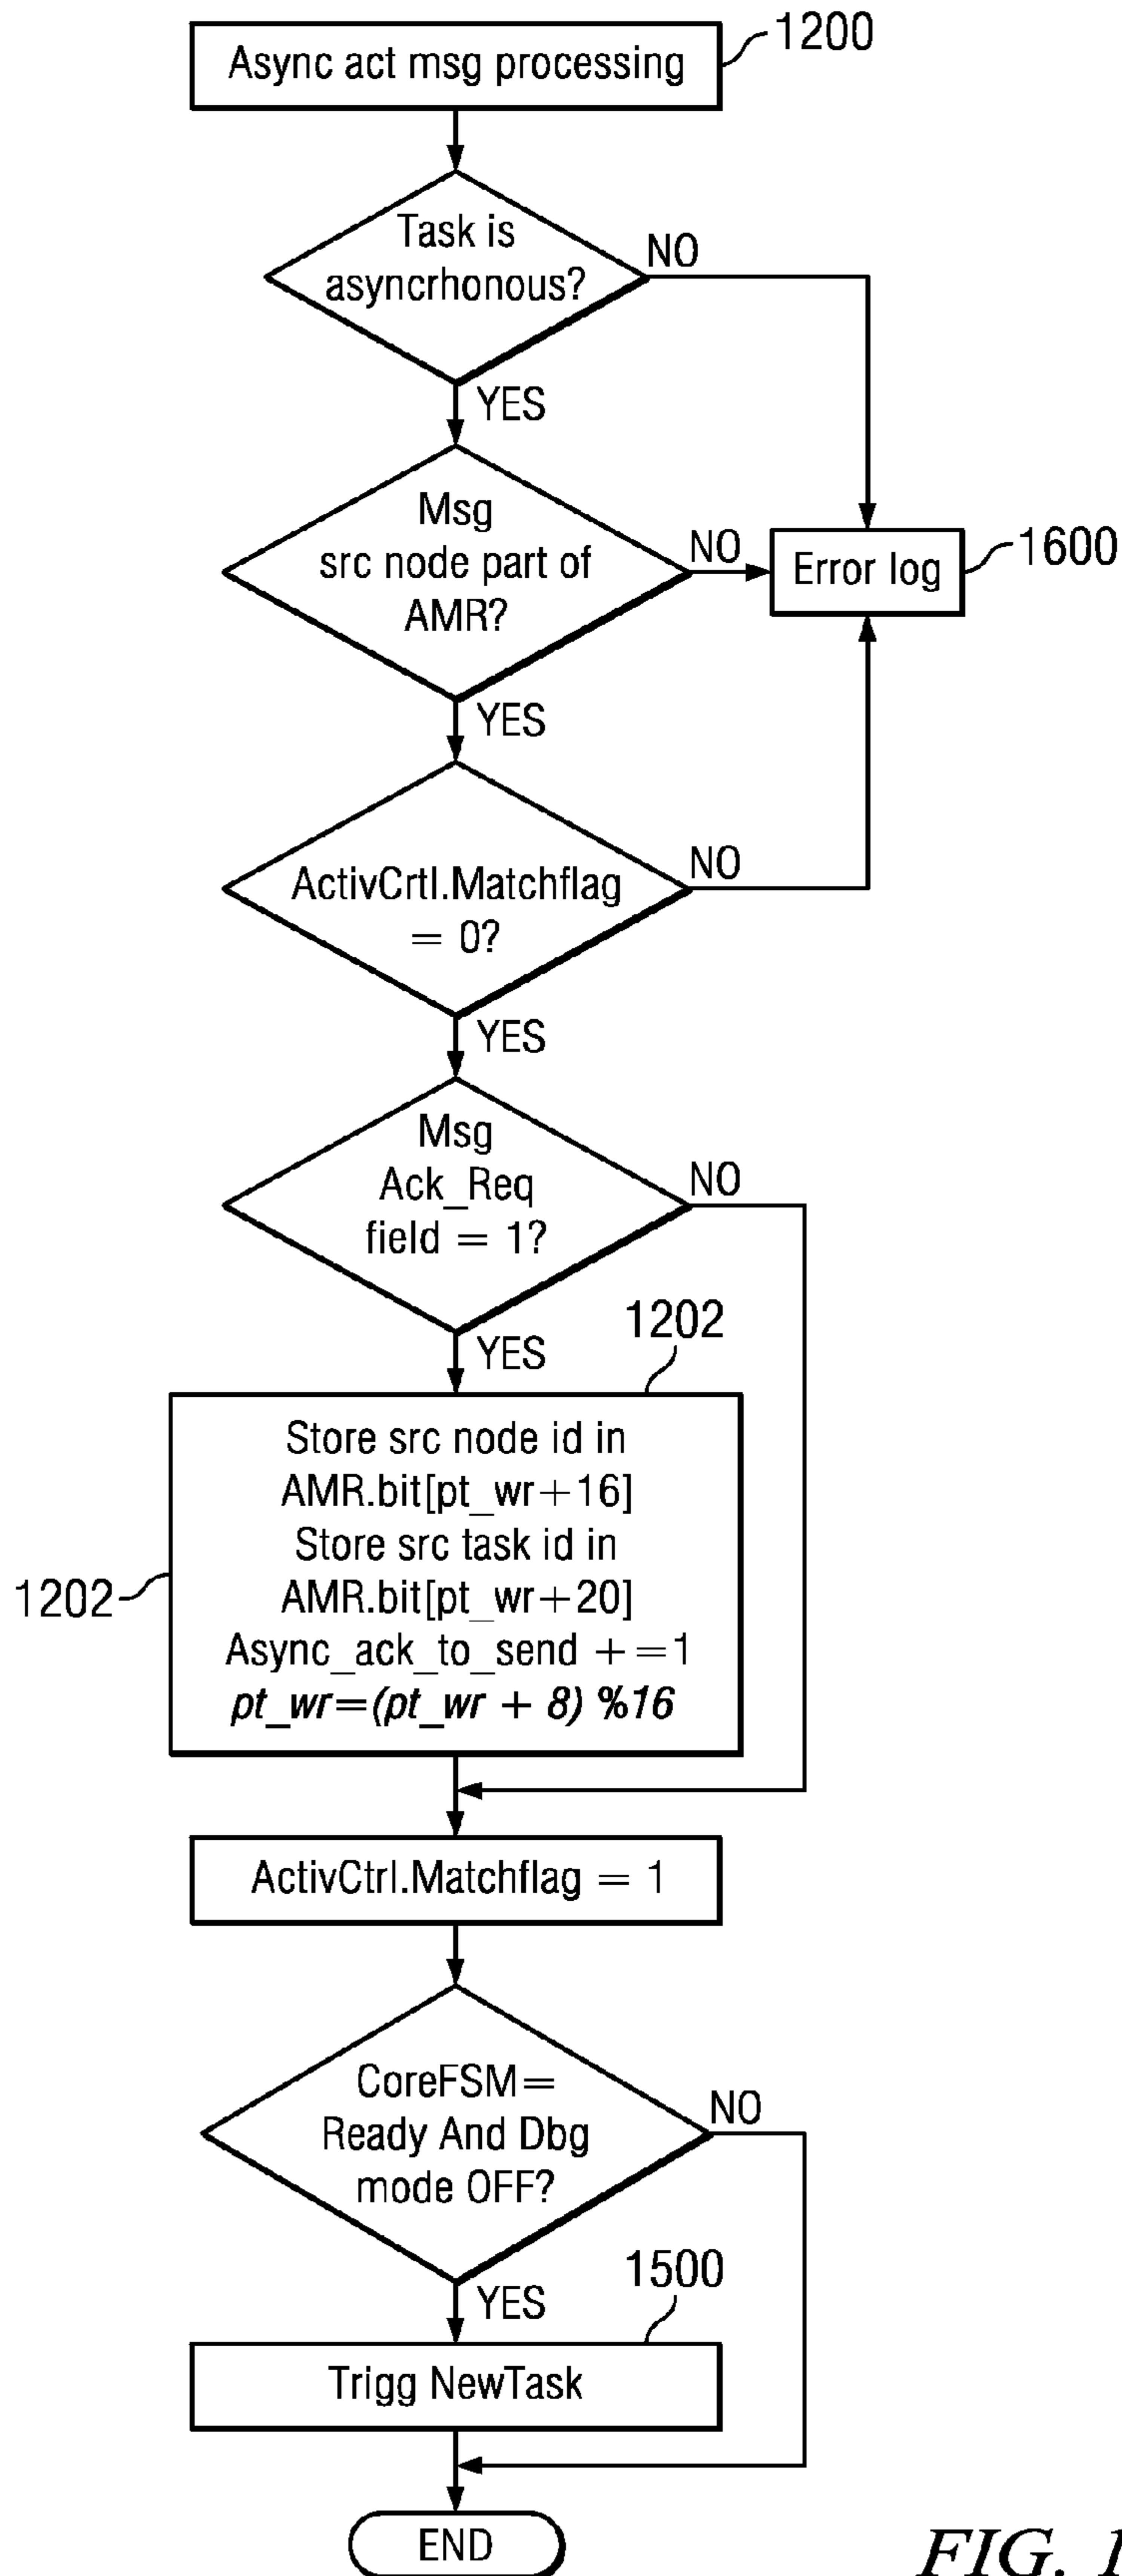 1200
Async act msg processing
Task is
asyncrhonous?
NO
YES
Msg
src node part of
AMR?
NO
Error log
1600
YES
ActivCrtl.Matchflag
= 0?
NO
YES
Msg
Ack_Req
field = 1?
NO
YES
1202
Store src node id in
AMR.bit[pt_wr+16]
Store src task id in
AMR.bit[pt_wr+20]
Async_ack_to_send +=1
pt_wr=(pt_wr + 8) %16
1202
ActivCtrl.Matchflag = 1
CoreFSM=
Ready And Dbg
mode OFF?
NO
YES
1500
Trigg NewTask
END
FIG. 1